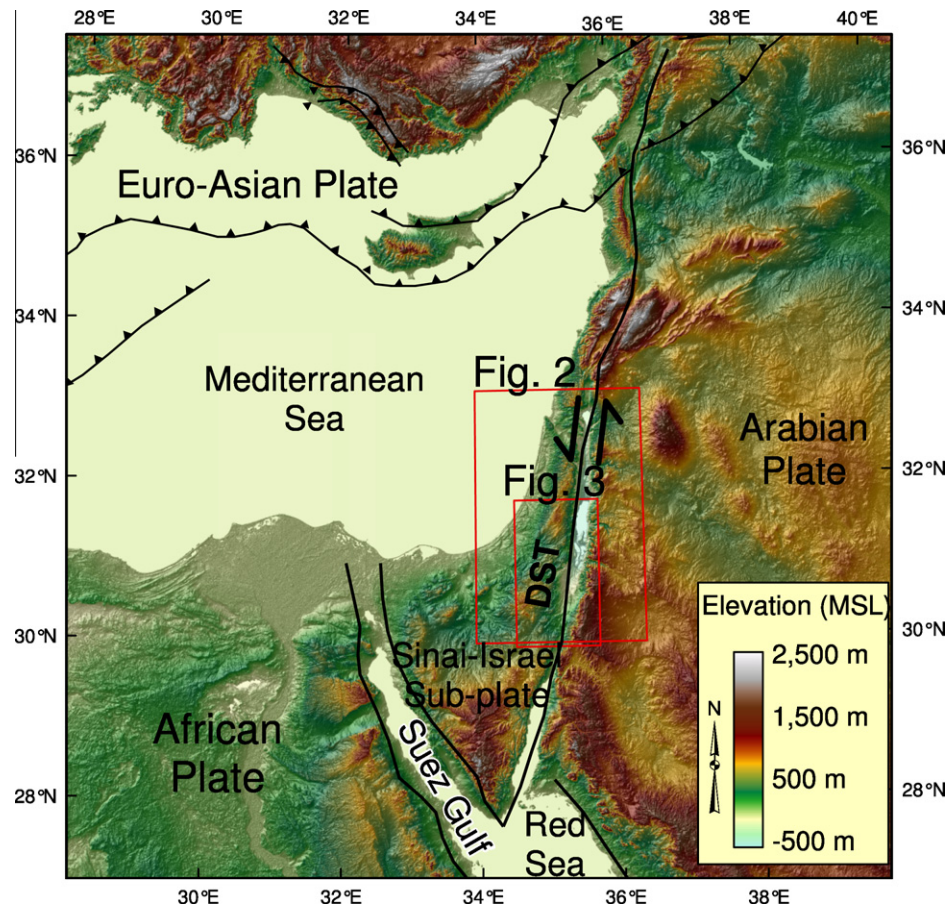 28°E 30°E 32°E 34°E 36°E 38°E 40°E
36°N 36°N
Euro-Asian Plate
34°N 34°N
Fig. 2
Mediterranean
Sea
Arabian
Plate
32°N 32°N
Fig. 3
DST
Elevation (MSL)
30°N 30°N
2,500 m
Sinai-Israel
Sub-plate
1,500 m
N
African
Plate
Suez Gulf
500 m
28°N 28°N
-500 m
Red
Sea
30°E 32°E 34°E 36°E 38°E